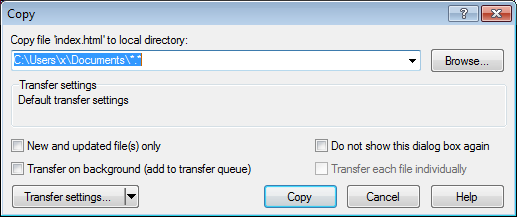 Copy
Copy file 'index.html' to local directory:
C:\Users\x\Documents\*.*
Browse...
Transfer settings
Default transfer settings
New and updated file(s) only
Do not show this dialog box again
Transfer on background (add to transfer queue)
Transfer each file individually
Transfer settings...
Copy
Cancel
Help